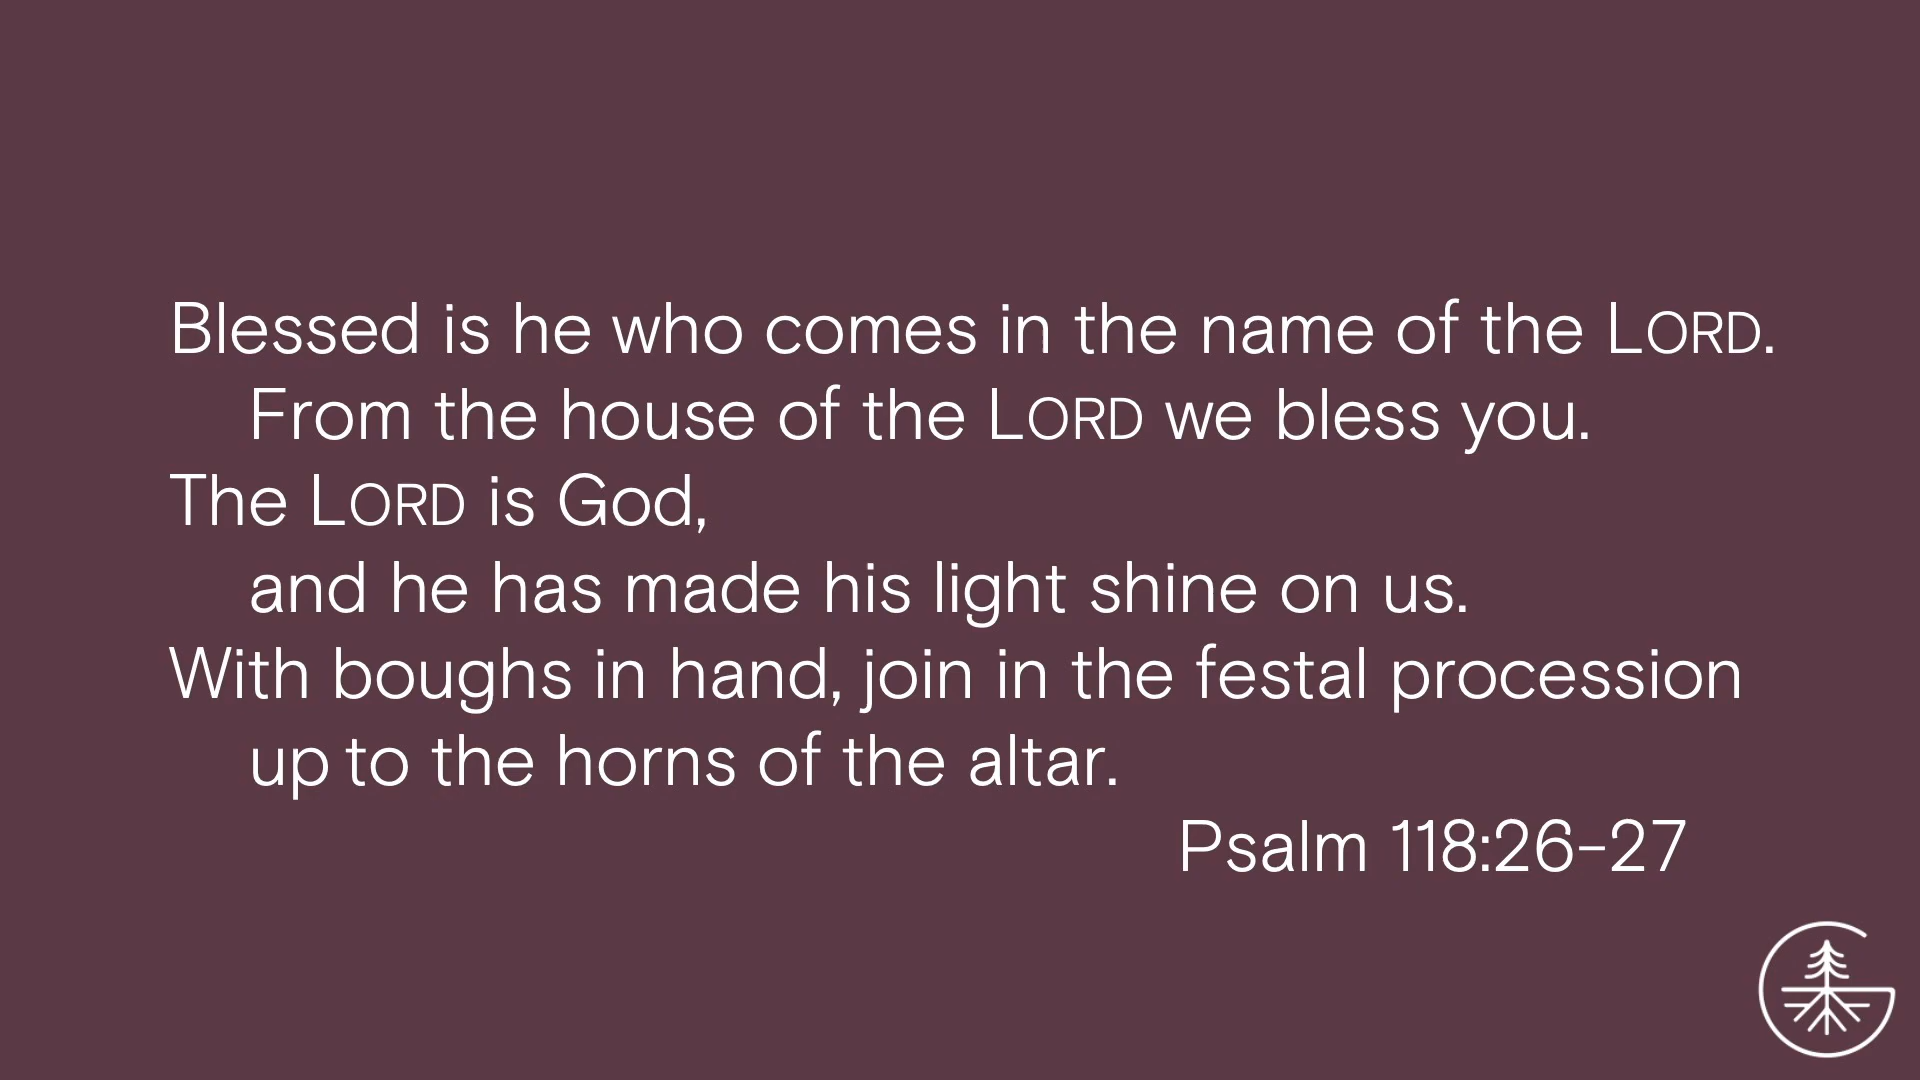 Blessed is he who comes in the name of the LORD.
From the house of the LORD we bless you.
The LORD is God,
and he has made his light shine on us.
With boughs in hand, join in the festal procession
up to the horns of the altar.
Psalm 118:26-27